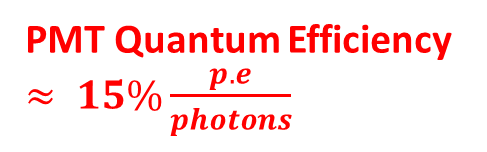 PMT Quantum Efficiency
≈ 15% p.e/photons